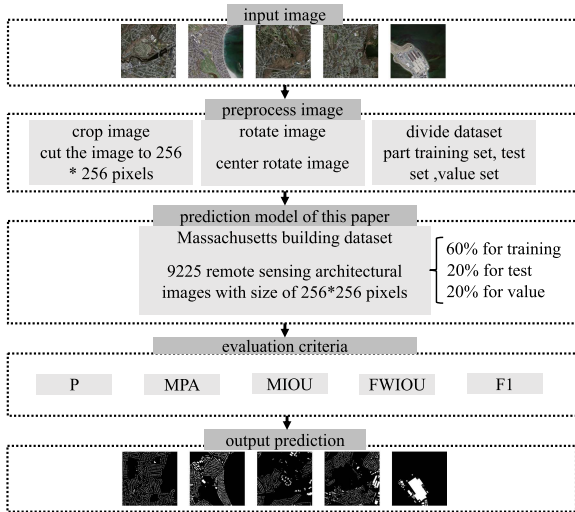 input image
preprocess image
crop image
cut the image to 256
* 256 pixels
rotate image
center rotate image
divide dataset
part training set, test
set ,value set
prediction model of this paper
Massachusetts building dataset
9225 remote sensing architectural
images with size of 256*256 pixels
60% for training
20% for test
20% for value
evaluation criteria
P
MPA
MIOU
FWIOU
F1
output prediction